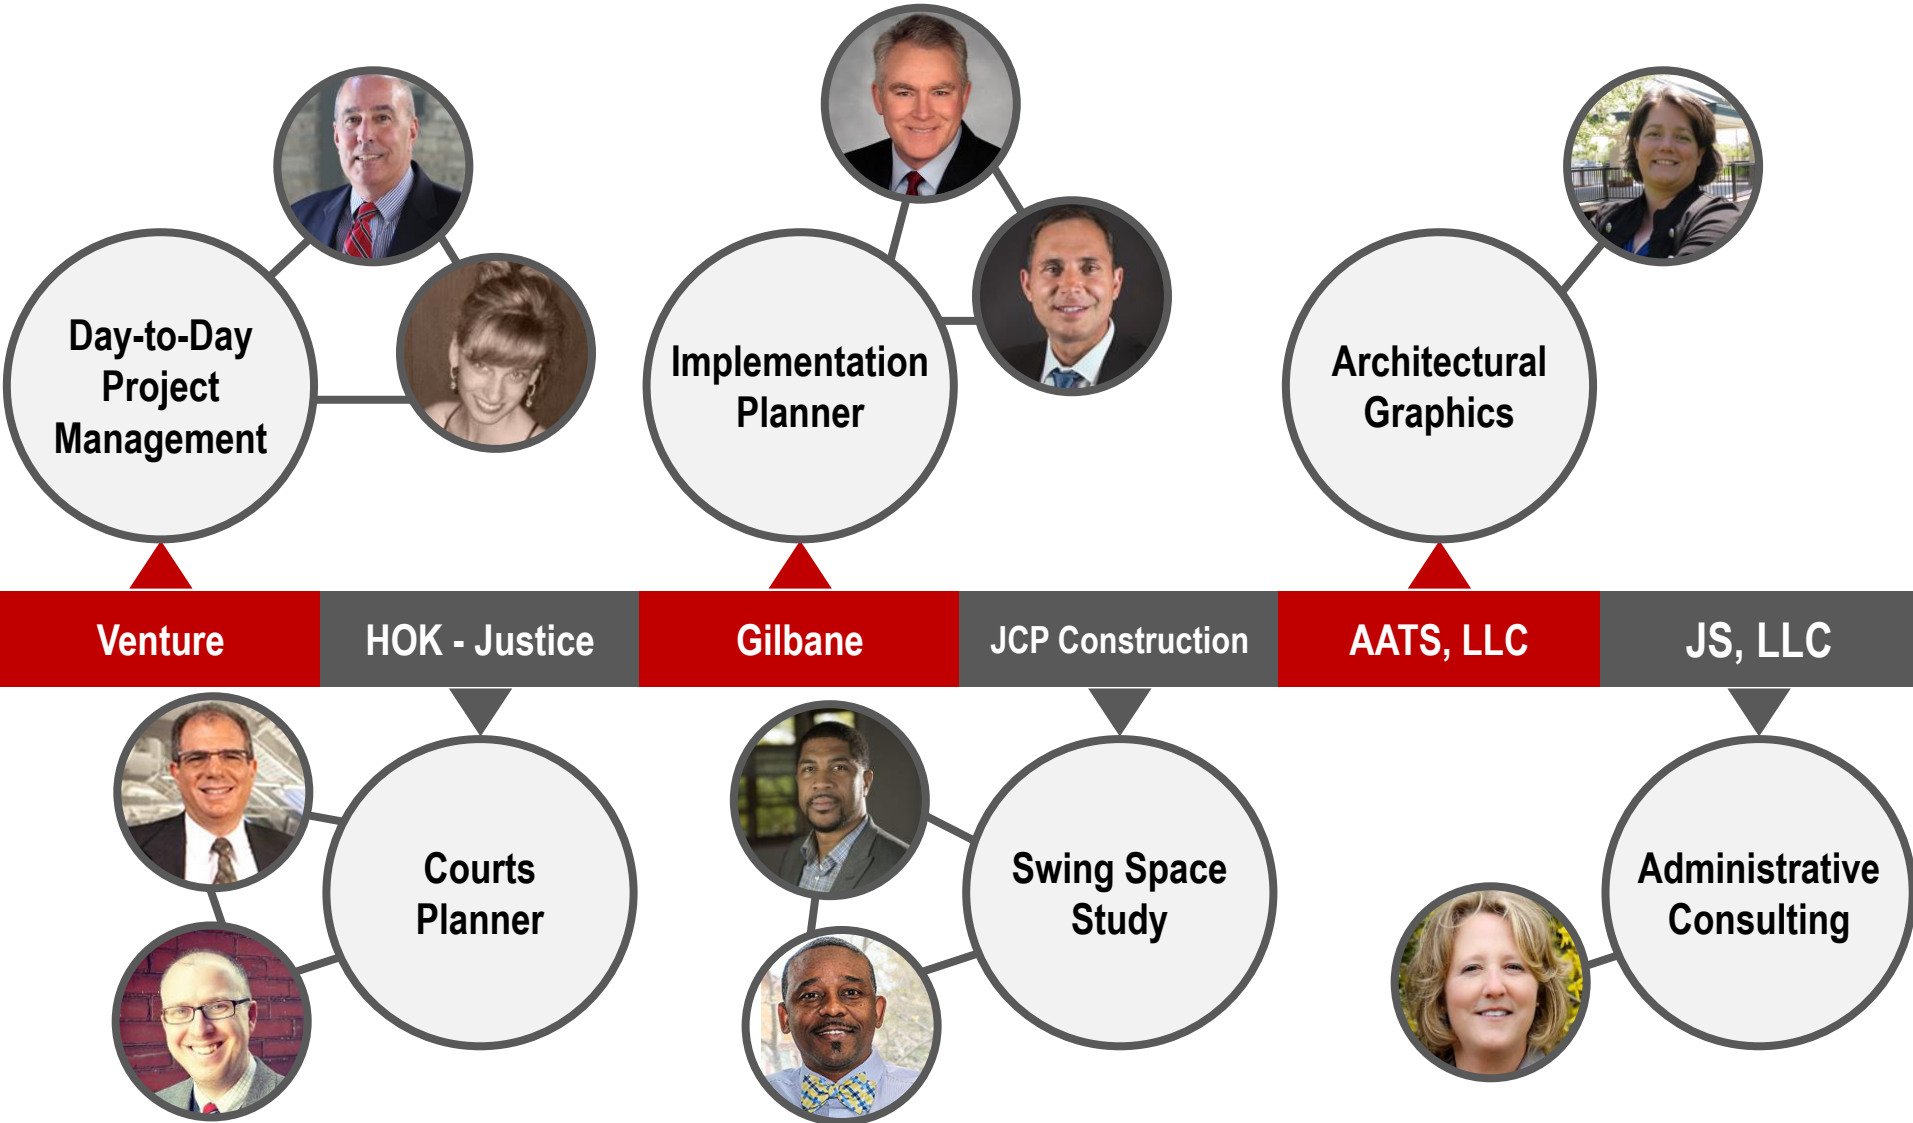 Day-to-Day
Project
Management
Implementation
Planner
Architectural
Graphics
Venture
HOK - Justice
Gilbane
JCP Construction
AATS, LLC
JS, LLC
Courts
Planner
Swing Space
Study
Administrative
Consulting